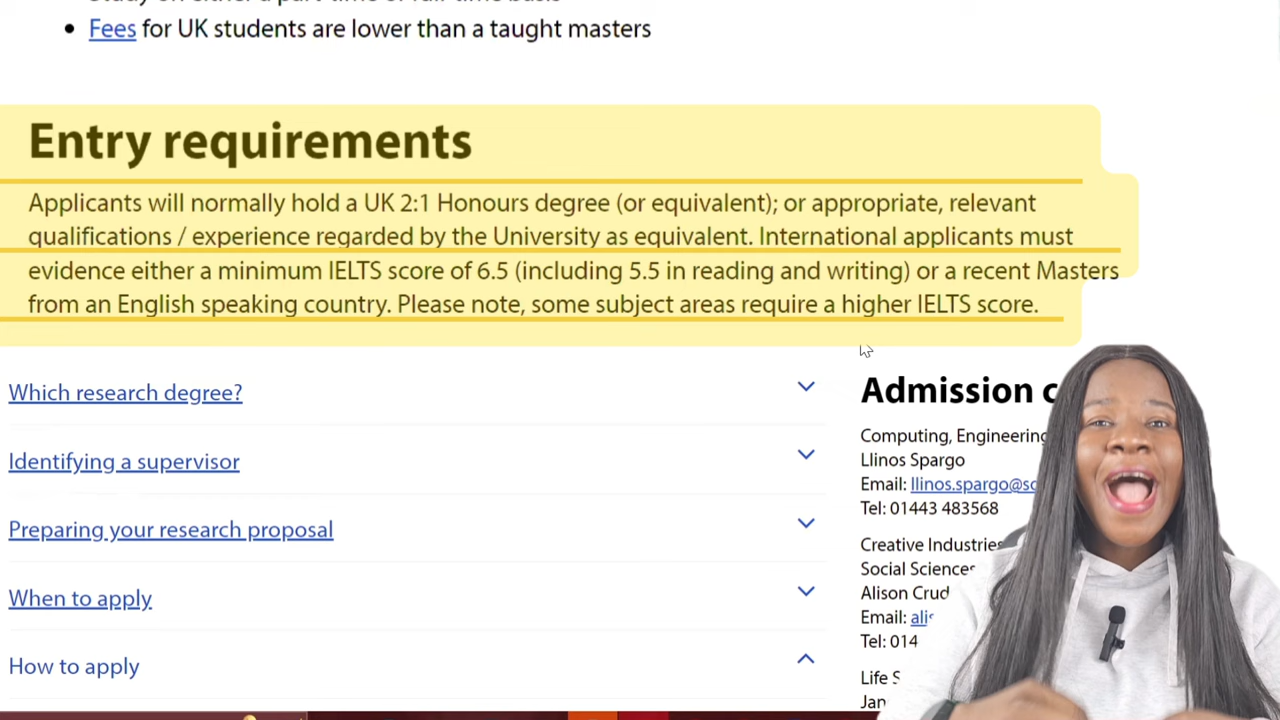 Fees for UK students are lower than a taught masters
Entry requirements
Applicants will normally hold a UK 2:1 Honours degree (or equivalent); or appropriate, relevant
qualifications / experience regarded by the University as equivalent. International applicants must
evidence either a minimum IELTS score of 6.5 (including 5.5 in reading and writing) or a recent Masters
from an English speaking country. Please note, some subject areas require a higher IELTS score.
Which research degree?
Identifying a supervisor
Preparing your research proposal
When to apply
How to apply
Admission
Computing, Engineering
Llinos Spargo
Email: llinos.spargo@
Tel: 01443 483568
Creative Industries
Social Sciences
Alison
Email:
Tel: 014
Life